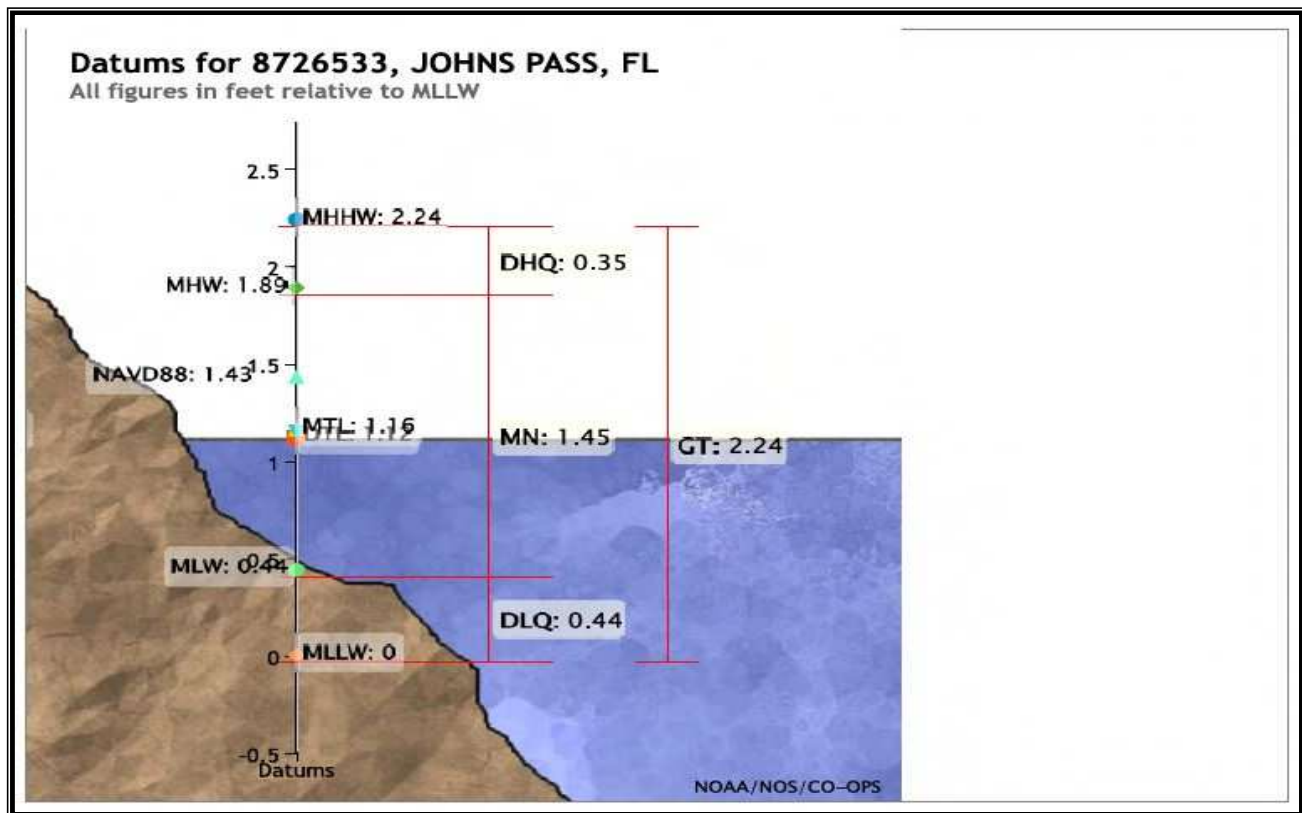 Datums for 8726533, JOHNS PASS, FL
All figures in feet relative to MLLW
2.5
MHHW: 2.24
DHQ: 0.35
2
MHW: 1.89
1.5
NAVD88: 1.43
MTL: 1.16
DTL: 1.12
MN: 1.45
GT: 2.24
1
0.5
MLW: 0.44
DLQ: 0.44
0
MLLW: 0
-0.5
Datums
NOAA/NOS/CO-OPS